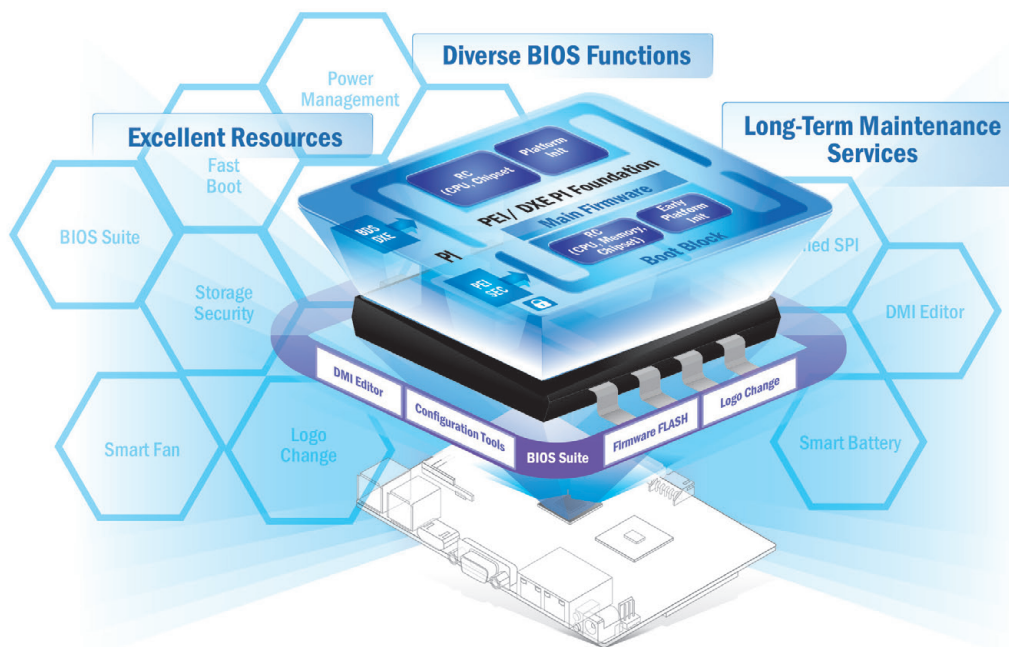 Diverse BIOS Functions
Power
Management
Excellent Resources
Long-Term Maintenance
Services
Fast
Boot
BIOS Suite
Storage
Security
Smart Fan
Logo
Change
SPI
DMI Editor
Smart Battery
RC
(CPU, Chipset
Platform
Init
PEI/ DXE PI Foundation
Main Firmware
BDS
DXE
PI
RC
(CPU, Memory,
Chipset)
Early
Platform
Init
Boot Block
PEI
SEC
DMI Editor
Configuration Tools
BIOS Suite
Firmware FLASH
Logo Change